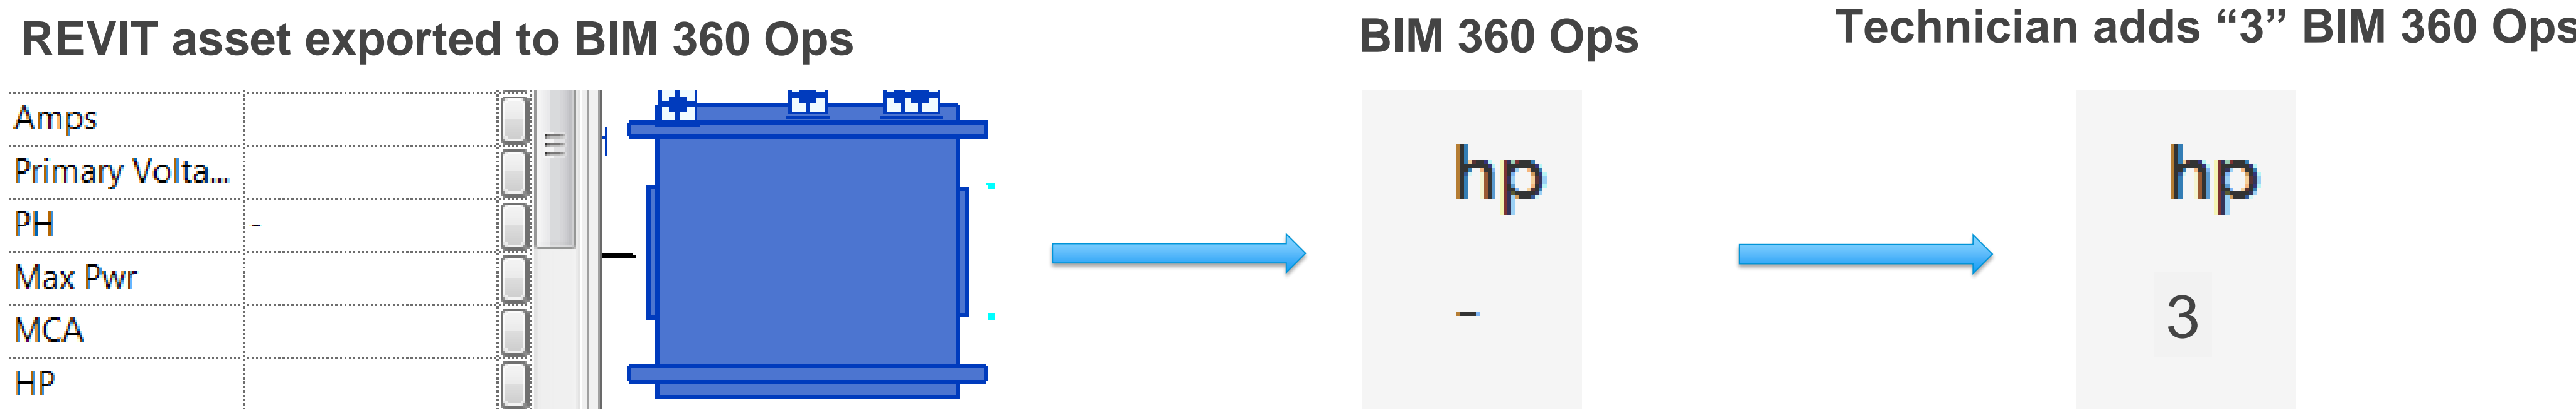 REVIT asset exported to BIM 360 Ops
BIM 360 Ops
Technician adds “3” BIM 360 Ops
Amps
Primary Volta...
PH -
Max Pwr
MCA
HP
hp
-
hp
3